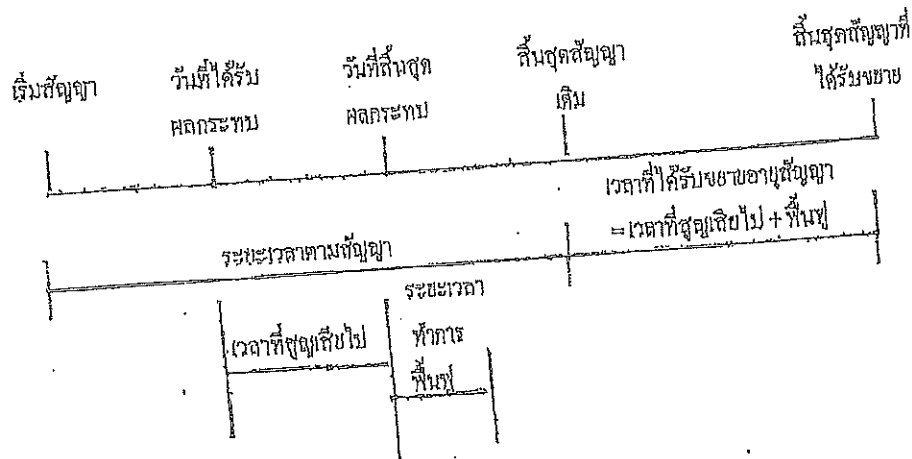 เริ่มสัญญา
วันที่ได้รับ
ผลกระทบ
วันที่สิ้นสุด
ผลกระทบ
สิ้นสุดสัญญา
เดิม
สิ้นสุดสัญญาที่
ได้รับขยาย
ระยะเวลาตามสัญญา
เวลาที่ได้รับขยายอายุสัญญา
=เวลาที่สูญเสียไป + ฟื้นฟู
เวลาที่สูญเสียไป
ระยะเวลา
ทำการ
ฟื้นฟู